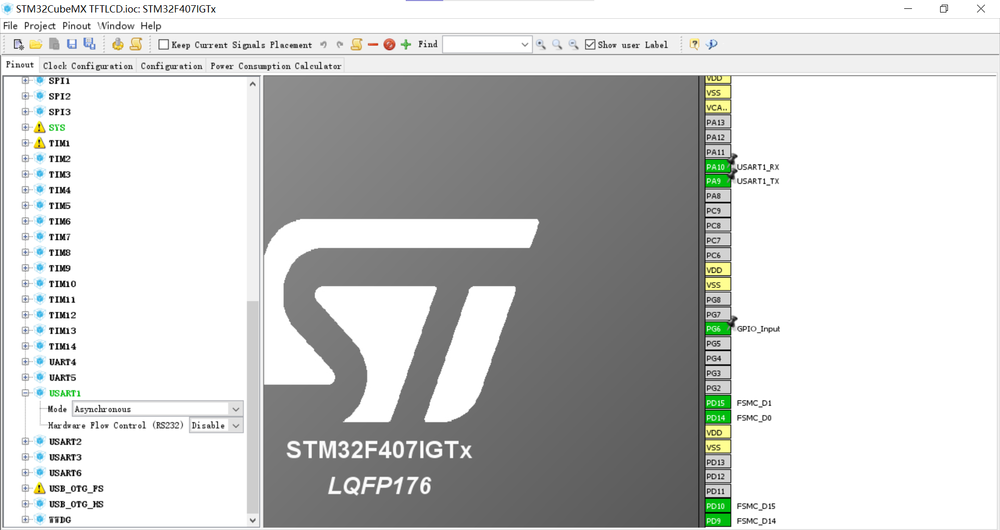 STM32CubeMX TFTLCD.ioc: STM32F407IGTx
File Project Pinout Window Help
Keep Current Signals Placement Find Show user Label
Pinout Clock Configuration Configuration Power Consumption Calculator
SPI1
SPI2
SPI3
SYS
TIM1
TIM2
TIM3
TIM4
TIM5
TIM6
TIM7
TIM8
TIM9
TIM10
TIM11
TIM12
TIM13
TIM14
UART4
UART5
USART1
Mode Asynchronous
Hardware Flow Control (RS232) Disable
USART2
USART3
USART6
USB_OTG_FS
USB_OTG_HS
WWDG
ST
STM32F407IGTx
LQFP176
VDD
VSS
VCA..
PA13
PA12
PA11
PA10 USART1_RX
PA9 USART1_TX
PA8
PC9
PC8
PC7
PC6
VDD
VSS
PG8
PG7
PG6 GPIO_Input
PG5
PG4
PG3
PG2
PD15 FSMC_D1
PD14 FSMC_D0
VDD
VSS
PD13
PD12
PD11
PD10 FSMC_D15
PD9 FSMC_D14